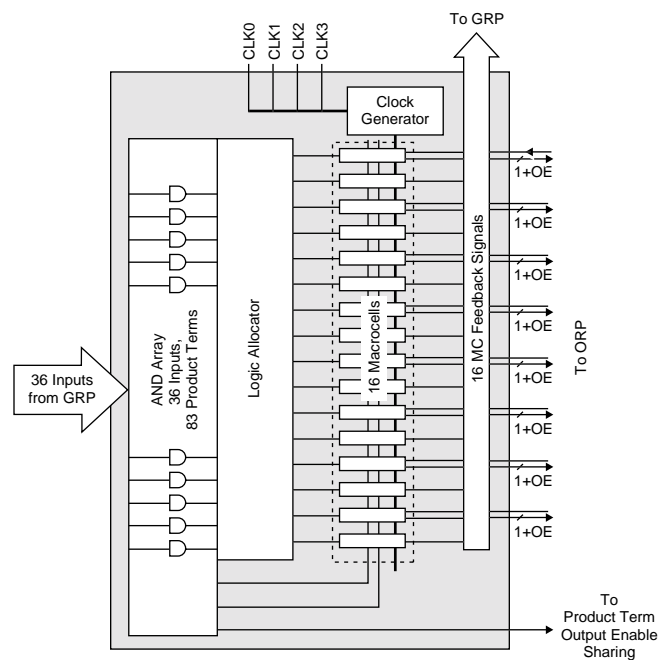 To GRP
CLK0
CLK1
CLK2
CLK3
Clock
Generator
1+OE
1+OE
1+OE
1+OE
1+OE
1+OE
1+OE
1+OE
36 Inputs
from GRP
AND Array
36 Inputs,
83 Product Terms
Logic Allocator
16 Macrocells
16 MC Feedback Signals
To ORP
To
Product Term
Output Enable
Sharing